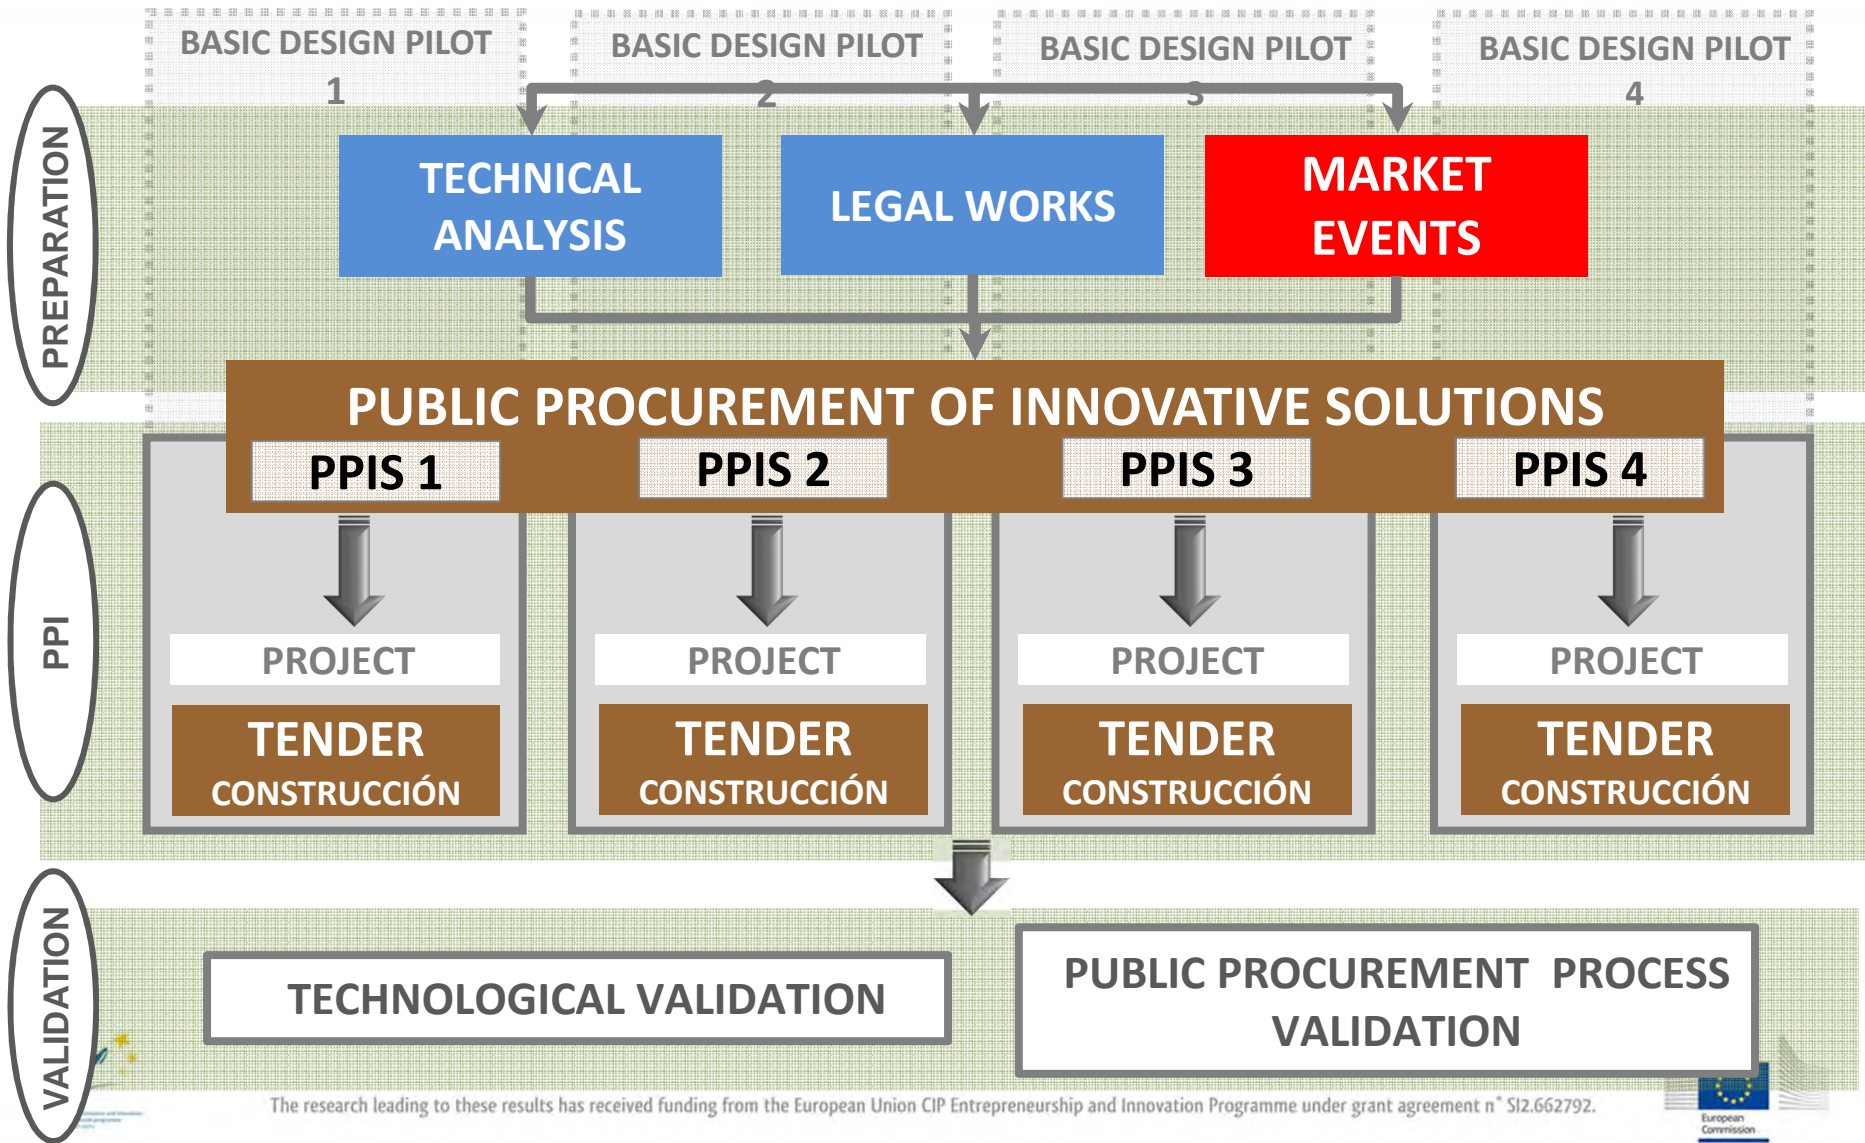 BASIC DESIGN PILOT
1
BASIC DESIGN PILOT
2
BASIC DESIGN PILOT
3
BASIC DESIGN PILOT
4
PREPARATION
TECHNICAL
ANALYSIS
LEGAL WORKS
MARKET
EVENTS
PUBLIC PROCUREMENT OF INNOVATIVE SOLUTIONS
PPIS 1
PPIS 2
PPIS 3
PPIS 4
PPI
PROJECT
PROJECT
PROJECT
PROJECT
TENDER
CONSTRUCCIÓN
TENDER
CONSTRUCCIÓN
TENDER
CONSTRUCCIÓN
TENDER
CONSTRUCCIÓN
VALIDATION
TECHNOLOGICAL VALIDATION
PUBLIC PROCUREMENT PROCESS
VALIDATION
The research leading to these results has received funding from the European Union CIP Entrepreneurship and Innovation Programme under grant agreement n° SI2.662792.
European
Commission